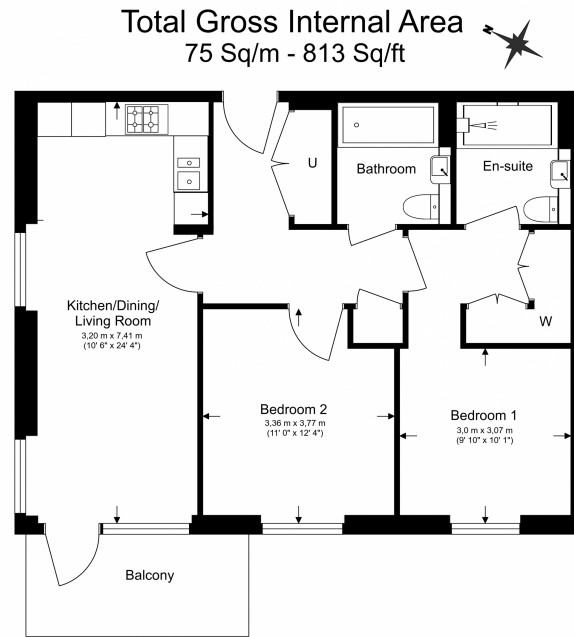 Total Gross Internal Area
75 Sq/m - 813 Sq/ft
N
U
Bathroom
En-suite
Kitchen/Dining/
Living Room
3,20 m x 7,41 m
(10' 6" x 24' 4")
W
Bedroom 2
3,36 m x 3,77 m
(11' 0" x 12' 4")
Bedroom 1
3,0 m x 3,07 m
(9' 10" x 10' 1")
Balcony